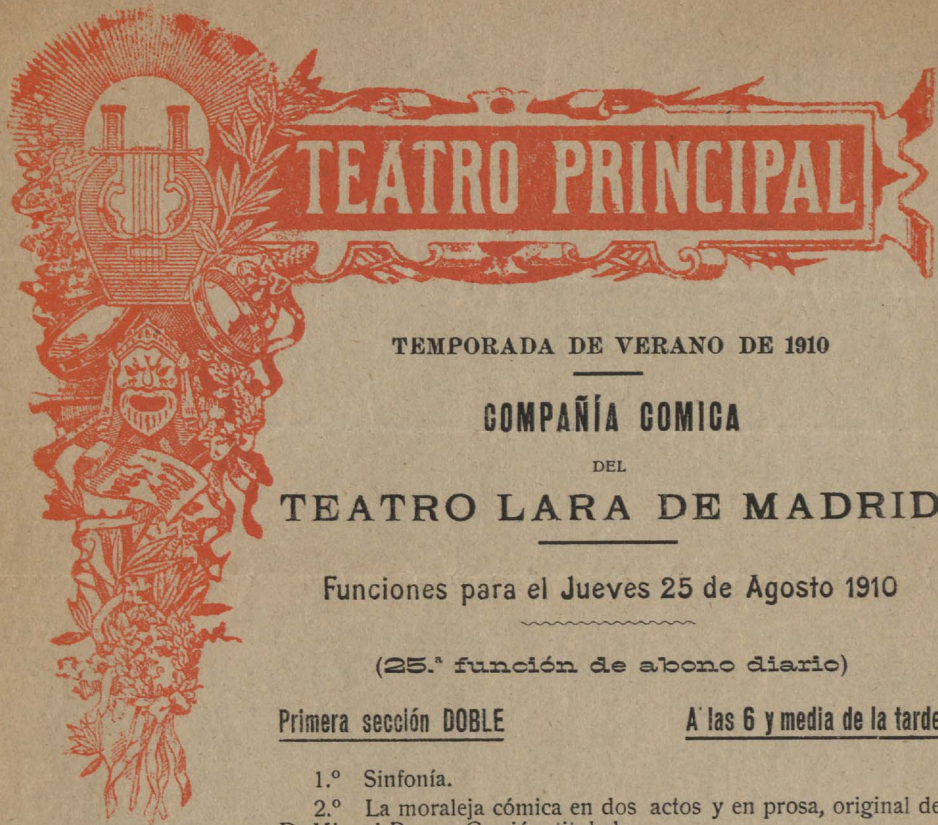 TEATRO PRINCIPAL
TEMPORADA DE VERANO DE 1910
COMPAÑÍA COMICA
DEL
TEATRO LARA DE MADRID
Funciones para el Jueves 25 de Agosto 1910
(25.ª función de abono diario)
Primera sección DOBLE A las 6 y media de la tarde
1.º Sinfonía.
2.º La moraleja cómica en dos actos y en prosa, original de